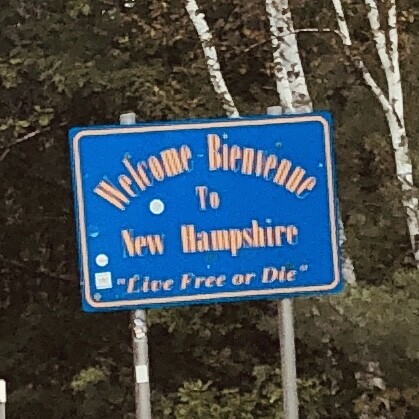 Welcome - Bienvenue
To
New Hampshire
"Live Free or Die"